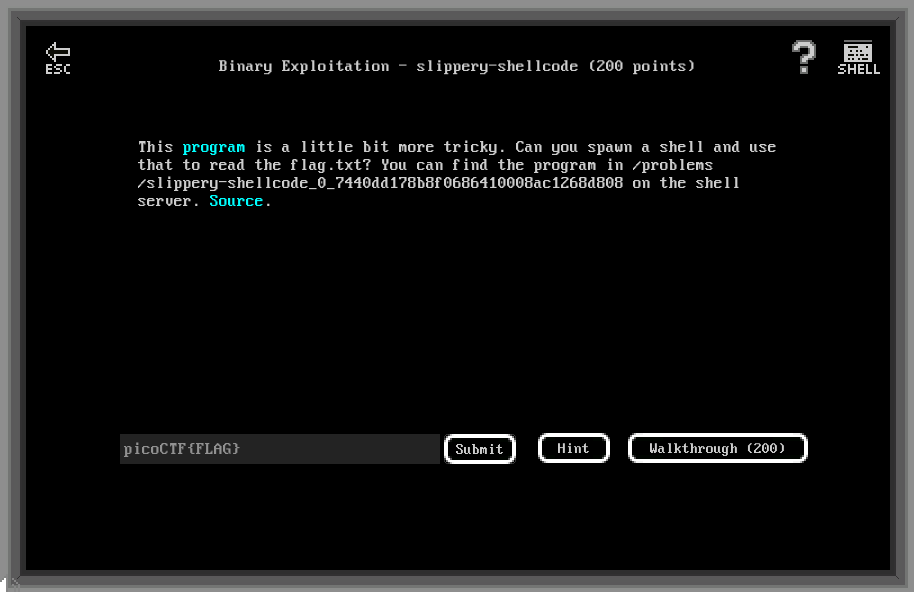 ESC
Binary Exploitation - slippery-shellcode (200 points)
?
SHELL
This program is a little bit more tricky. Can you spawn a shell and use
that to read the flag.txt? You can find the program in /problems
/slippery-shellcode_0_7440dd178b8f0686410008ac1268d808 on the shell
server. Source.
picoCTF{FLAG}
Submit
Hint
Walkthrough (200)